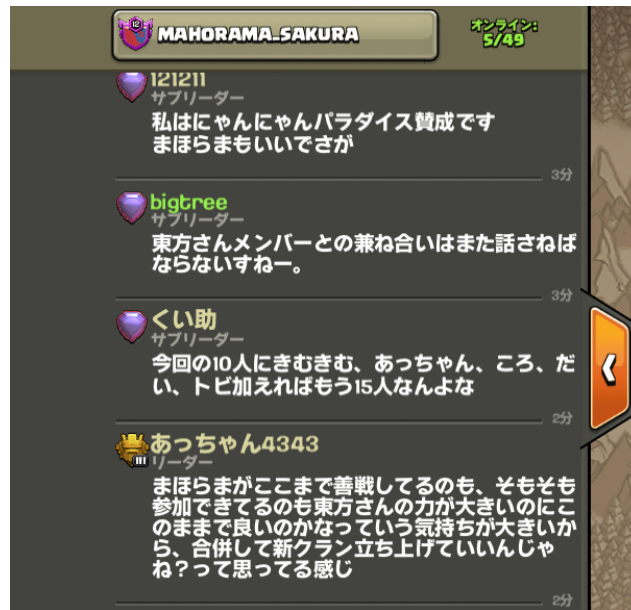 MAHORAMA_SAKURA
オンライン:
5/49
121211
サブリーダー
私はにゃんにゃんパラダイス賛成です
まほらまもいいでさが
3分
bigtree
サブリーダー
東方さんメンバーとの兼ね合いはまた話さねば
ならないすねー。
3分
くい助
サブリーダー
今回の10人にきむきむ、あっちゃん、ころ、だ
い、トビ加えればもう15人なんよな
2分
あっちゃん4343
リーダー
まほらまがここまで善戦してるのも、そもそも
参加できてるのも東方さんの力が大きいのにこ
のままで良いのかなっていう気持ちが大きいか
ら、合併して新クラン立ち上げていいんじゃ
ね？って思ってる感じ
2分